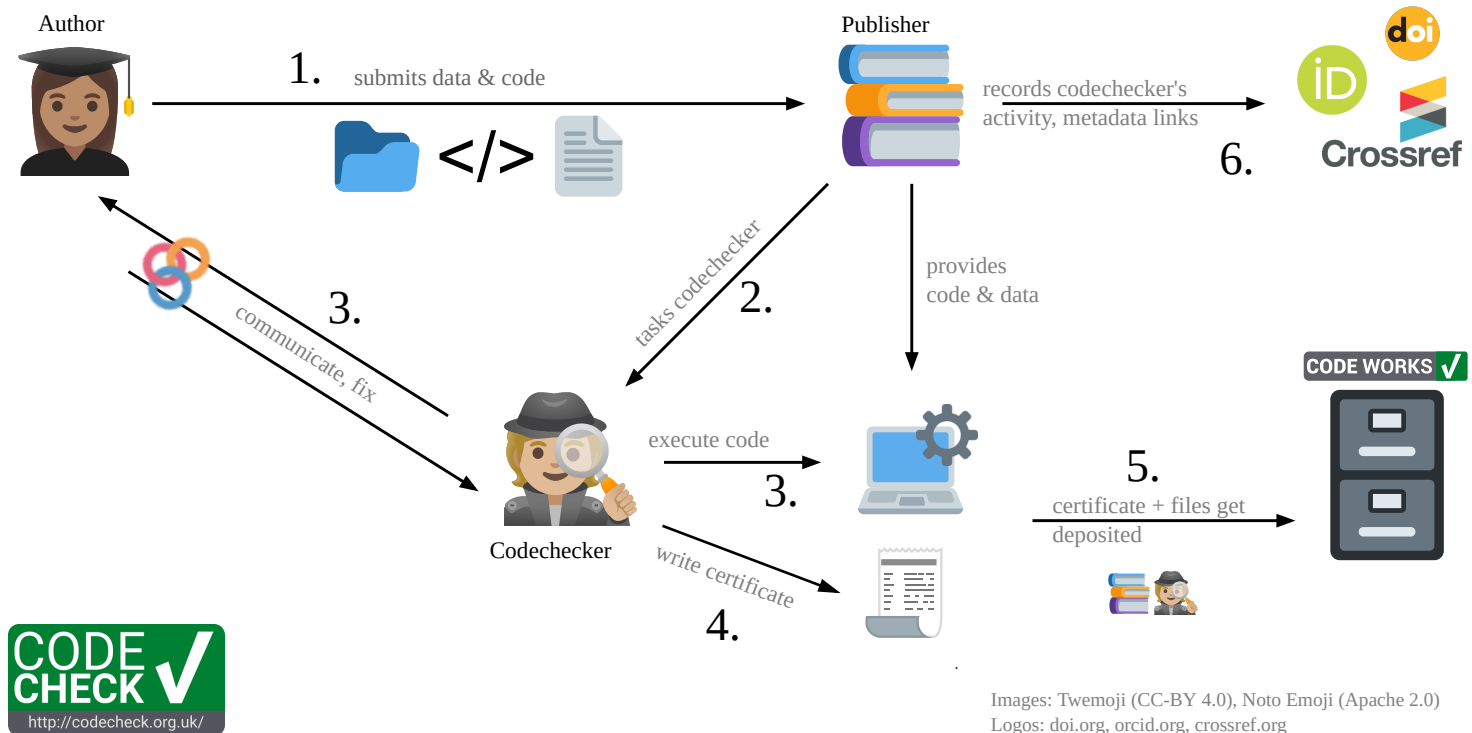 Author
Publisher
1.
submits data & code
</>
records codechecker's
activity, metadata links
6.
doi
iD
Crossref
tasks codechecker
2.
provides
code & data
3.
communicate, fix
CODE WORKS
execute code
3.
Codechecker
write certificate
4.
5.
certificate + files get
deposited
CODE
CHECK
http://codecheck.org.uk/
Images: Twemoji (CC-BY 4.0), Noto Emoji (Apache 2.0)
Logos: doi.org, orcid.org, crossref.org